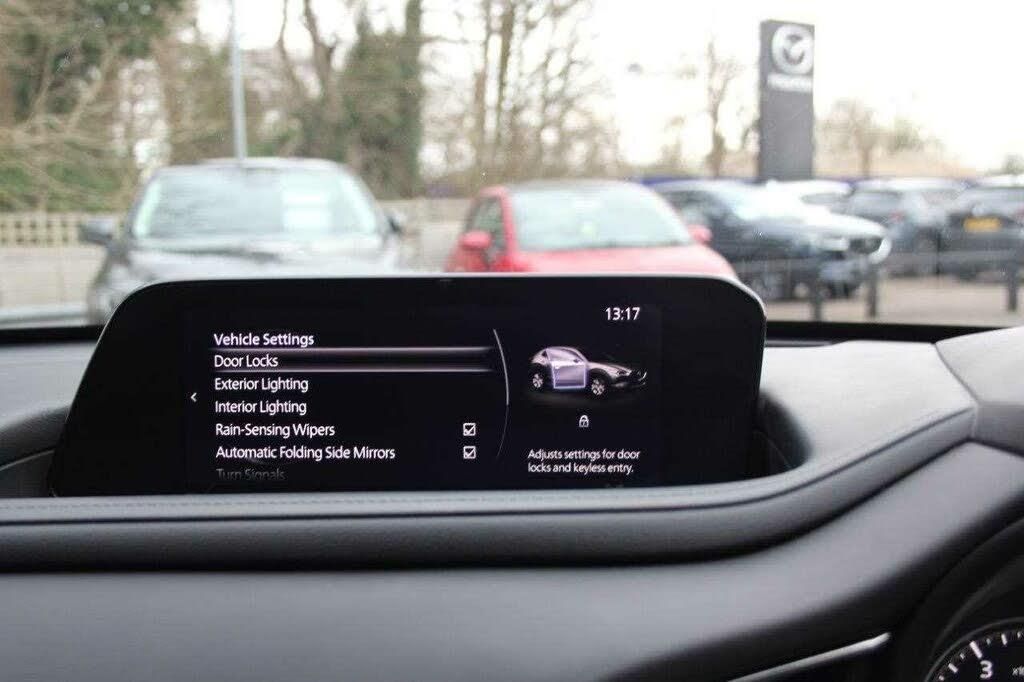 13:17
Vehicle Settings
Door Locks
Exterior Lighting
Interior Lighting
Rain-Sensing Wipers
Automatic Folding Side Mirrors
Turn Signals
Adjusts settings for door
locks and keyless entry.
3